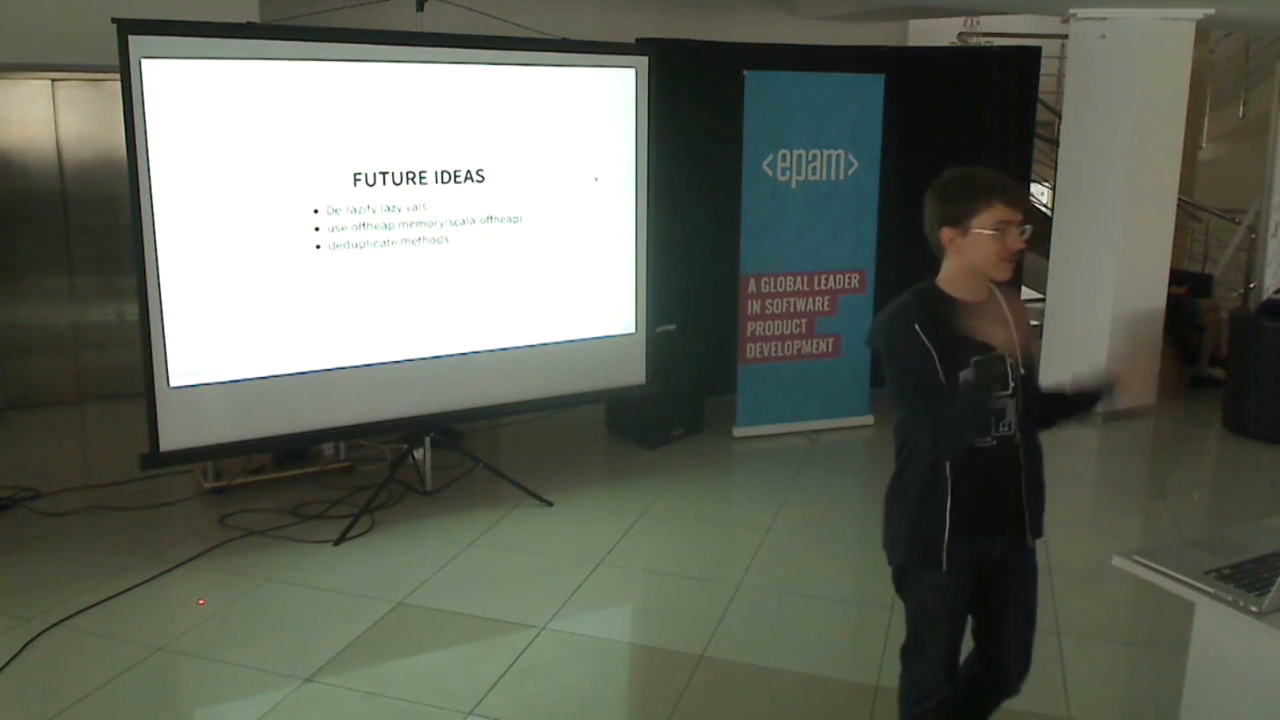 FUTURE IDEAS
De-lazify lazy vals
use offheap memory(scala offheap)
deduplicate methods
<epam>
A GLOBAL LEADER
IN SOFTWARE
PRODUCT
DEVELOPMENT